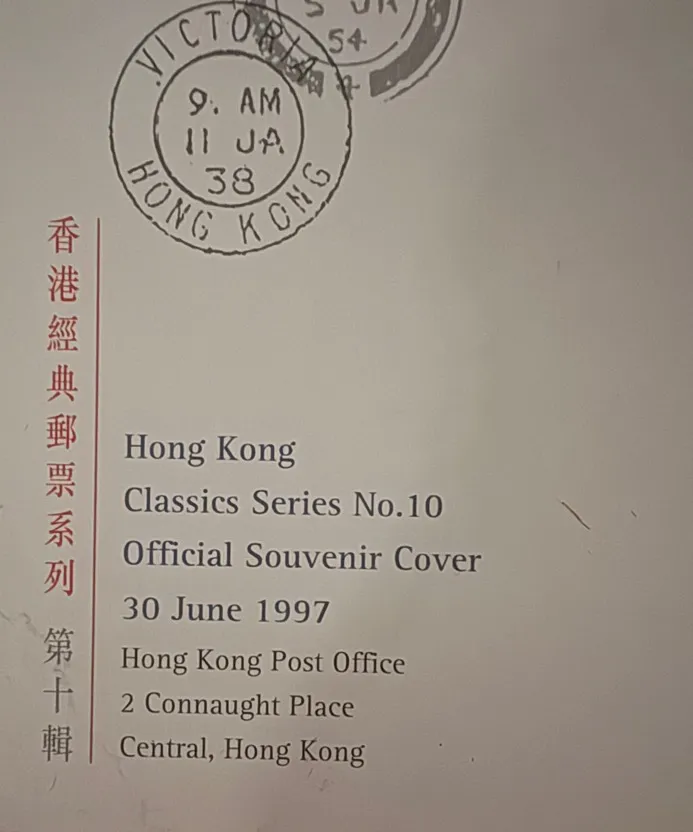 5 JA
54
VICTORIA
9. AM
11 JA
38
HONG KONG
香港經典郵票系列 第十輯
Hong Kong
Classics Series No.10
Official Souvenir Cover
30 June 1997
Hong Kong Post Office
2 Connaught Place
Central, Hong Kong